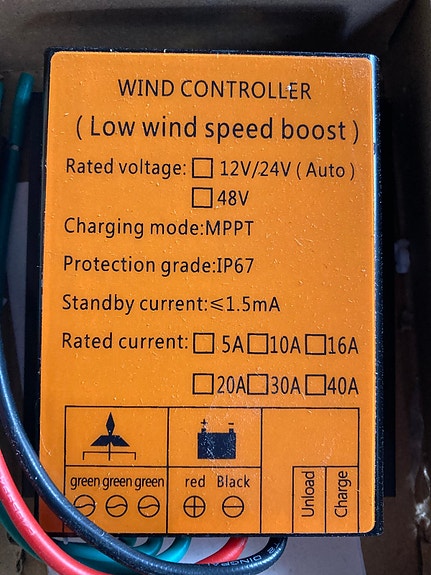 WIND CONTROLLER
( Low wind speed boost )
Rated voltage: □ 12V/24V ( Auto )
□ 48V
Charging mode:MPPT
Protection grade:IP67
Standby current:≤1.5mA
Rated current: □ 5A □10A □16A
□20A □30A □40A
+ −
green green green red Black
Unload
Charge